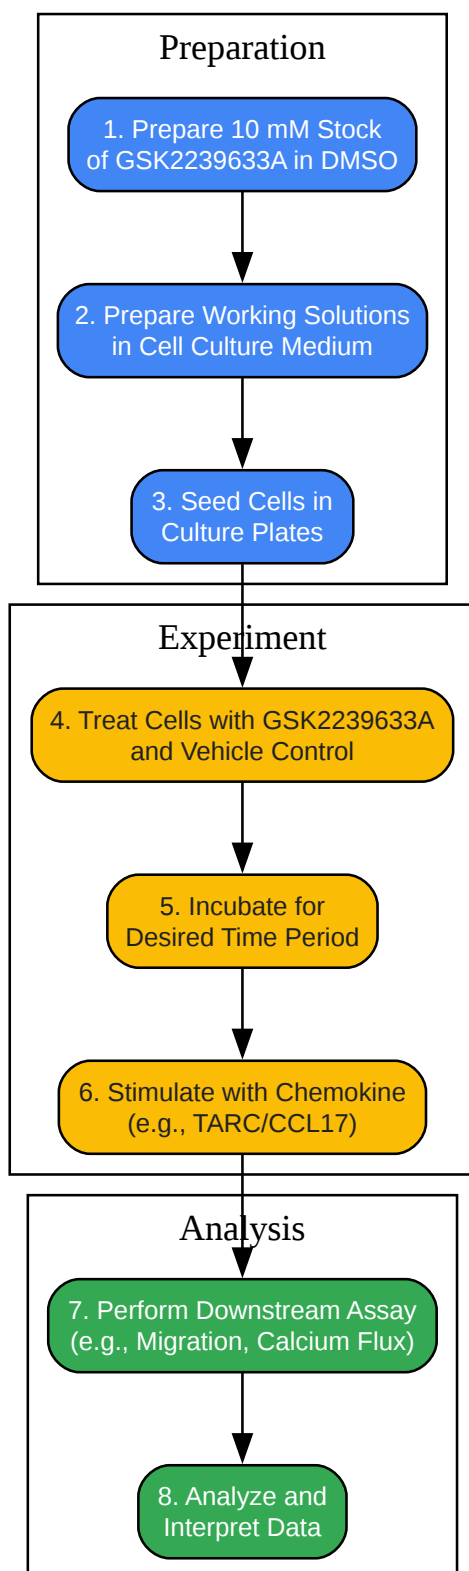 Preparation
1. Prepare 10 mM Stock
of GSK2239633A in DMSO
2. Prepare Working Solutions
in Cell Culture Medium
3. Seed Cells in
Culture Plates
Experiment
4. Treat Cells with GSK2239633A
and Vehicle Control
5. Incubate for
Desired Time Period
6. Stimulate with Chemokine
(e.g., TARC/CCL17)
Analysis
7. Perform Downstream Assay
(e.g., Migration, Calcium Flux)
8. Analyze and
Interpret Data